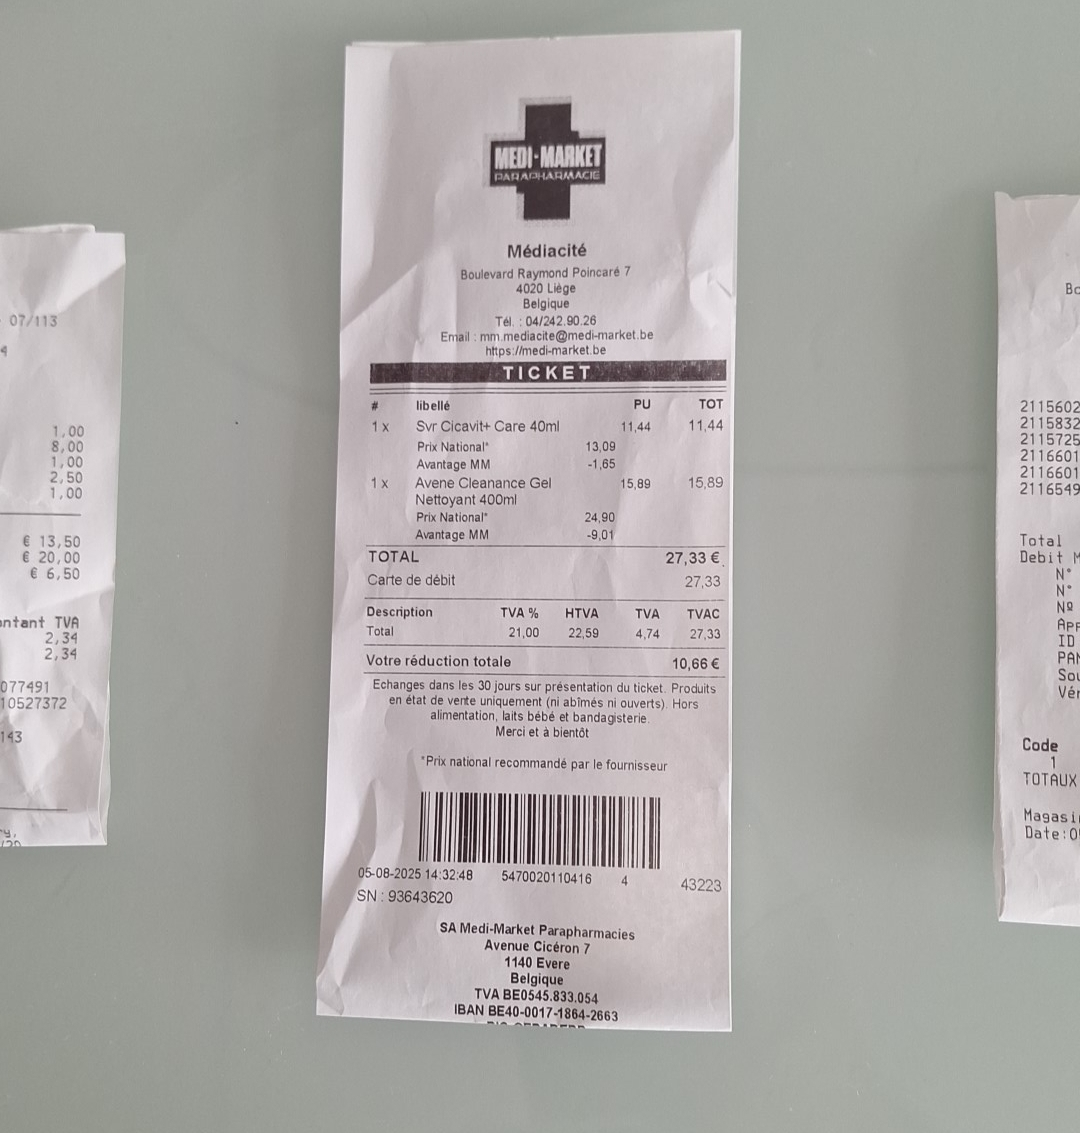 07/113
4
1,00
8,00
1,00
2,50
1,00
€ 13,50
€ 20,00
€ 6,50
TVA
2,34
2,34
077491
10527372
143
MEDI-MARKET
PARAPHARMACIE
Médiacité
Boulevard Raymond Poincaré 7
4020 Liège
Belgique
Tél. : 04/242.90.26
Email : mm.mediacite@medi-market.be
https://medi-market.be
TICKET
# libellé PU TOT
1 x Svr Cicavit+ Care 40ml 11,44 11,44
Prix National* 13,09
Avantage MM -1,65
1 x Avene Cleanance Gel 15,89 15,89
Nettoyant 400ml
Prix National* 24,90
Avantage MM -9,01
TOTAL 27,33 €
Carte de débit 27,33
Description TVA % HTVA TVA TVAC
Total 21,00 22,59 4,74 27,33
Votre réduction totale 10,66 €
Echanges dans les 30 jours sur présentation du ticket. Produits
en état de vente uniquement (ni abîmés ni ouverts). Hors
alimentation, laits bébé et bandagisterie.
Merci et à bientôt
*Prix national recommandé par le fournisseur
05-08-2025 14:32:48 5470020110416 4 43223
SN : 93643620
SA Medi-Market Parapharmacies
Avenue Cicéron 7
1140 Evere
Belgique
TVA BE0545.833.054
IBAN BE40-0017-1864-2663
2115602
2115832
2115725
2116601
2116601
2116549
Total
Debit
N°
N°
Nº
ID
Code
1
TOTAUX
Date: